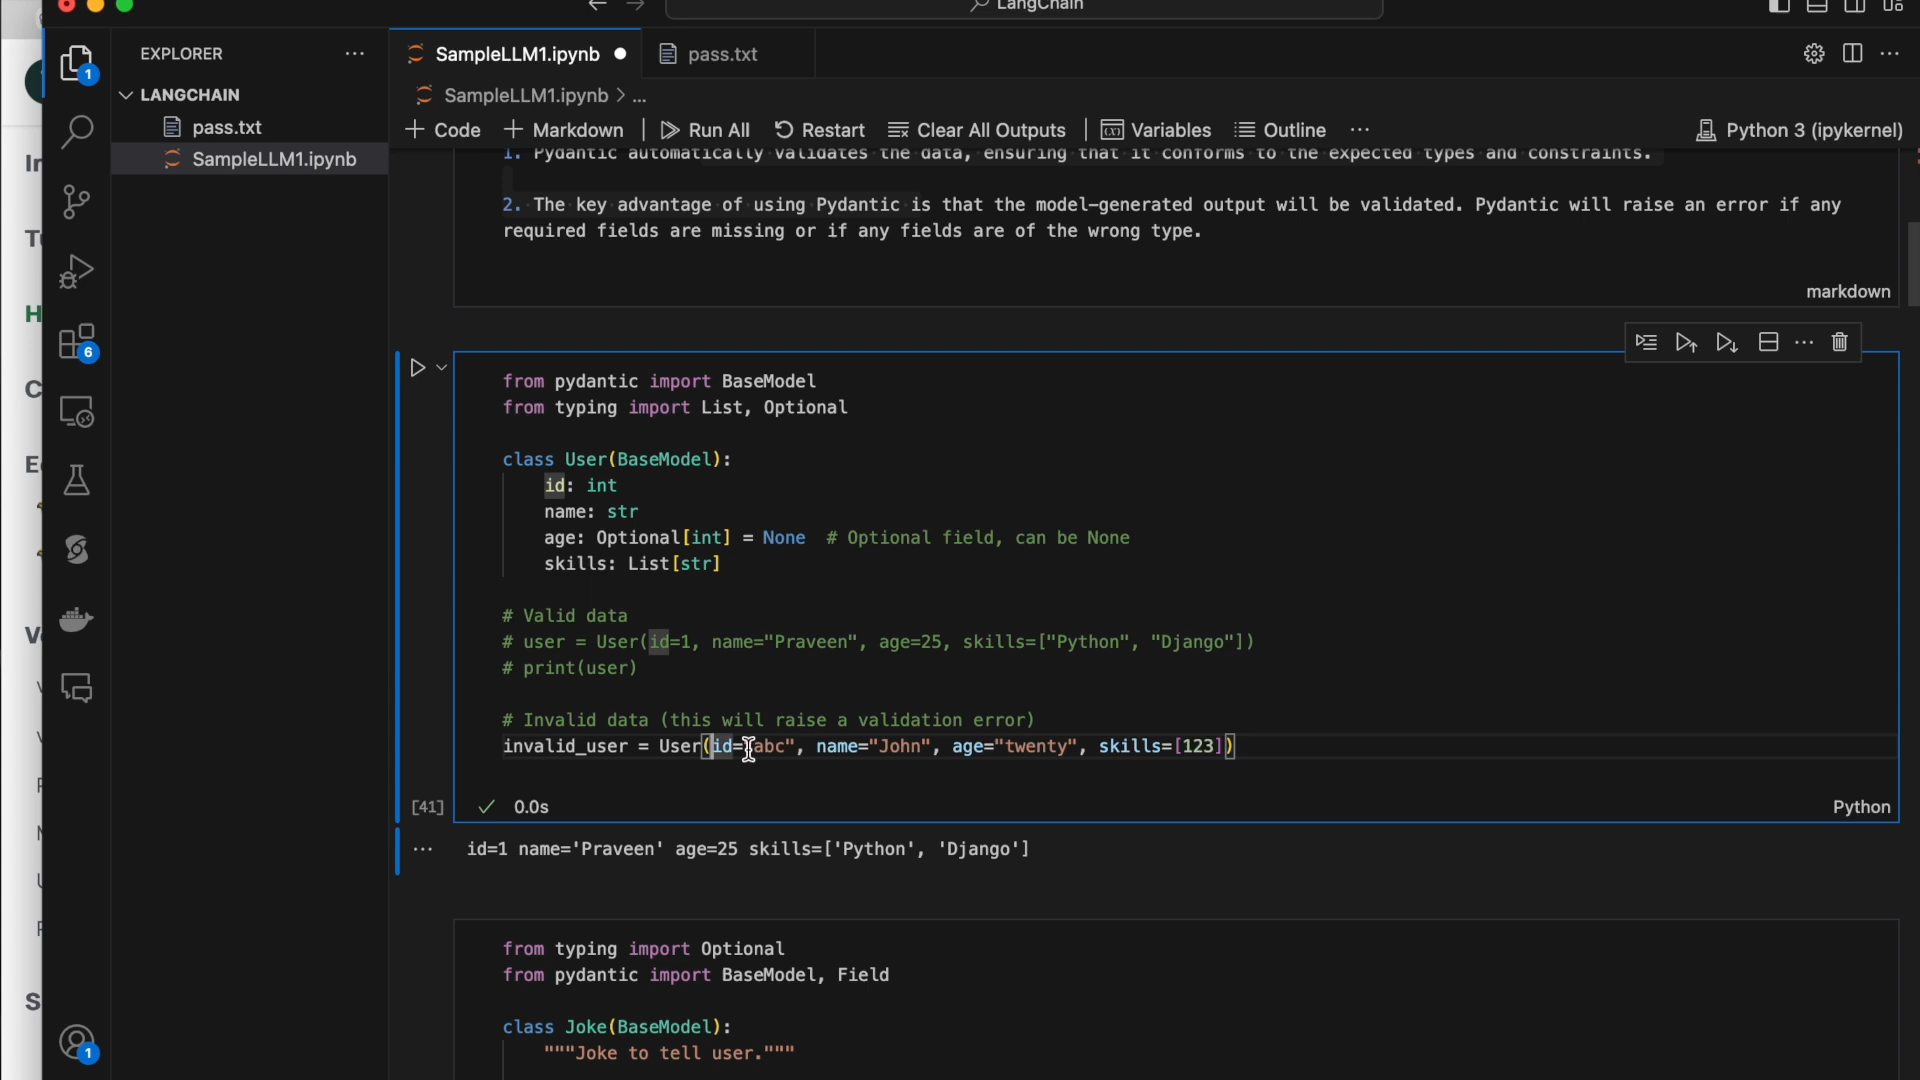 LangChain
EXPLORER
SampleLLM1.ipynb
pass.txt
LANGCHAIN
pass.txt
SampleLLM1.ipynb
SampleLLM1.ipynb > ...
Code
Markdown
Run All
Restart
Clear All Outputs
Variables
Outline
Python 3 (ipykernel)
1. Pydantic automatically validates the data, ensuring that it conforms to the expected types and constraints.
2. The key advantage of using Pydantic is that the model-generated output will be validated. Pydantic will raise an error if any
required fields are missing or if any fields are of the wrong type.
markdown
from pydantic import BaseModel
from typing import List, Optional
class User(BaseModel):
id: int
name: str
age: Optional[int] = None # Optional field, can be None
skills: List[str]
# Valid data
# user = User(id=1, name="Praveen", age=25, skills=["Python", "Django"])
# print(user)
# Invalid data (this will raise a validation error)
invalid_user = User(id="abc", name="John", age="twenty", skills=[123])
[41]
0.0s
Python
id=1 name='Praveen' age=25 skills=['Python', 'Django']
from typing import Optional
from pydantic import BaseModel, Field
class Joke(BaseModel):
"""Joke to tell user."""
1
6
1